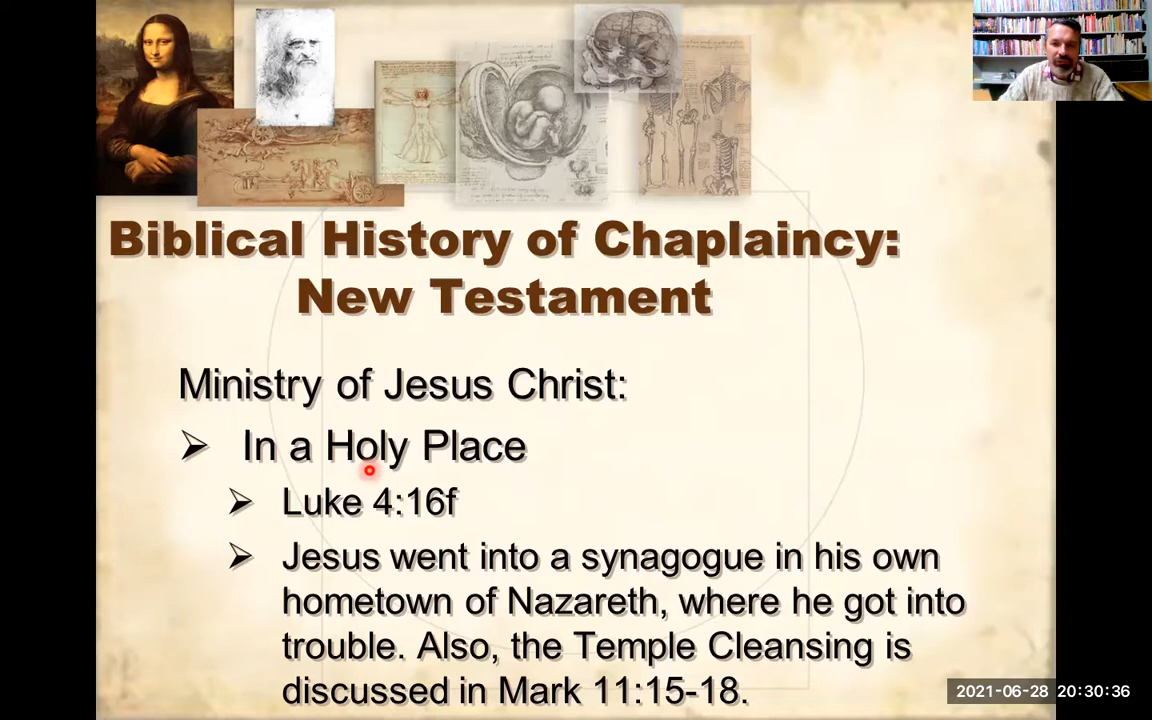 Biblical History of Chaplaincy:
New Testament
Ministry of Jesus Christ:
In a Holy Place
Luke 4:16f
Jesus went into a synagogue in his own
hometown of Nazareth, where he got into
trouble. Also, the Temple Cleansing is
discussed in Mark 11:15-18.
2021-06-28 20:30:36